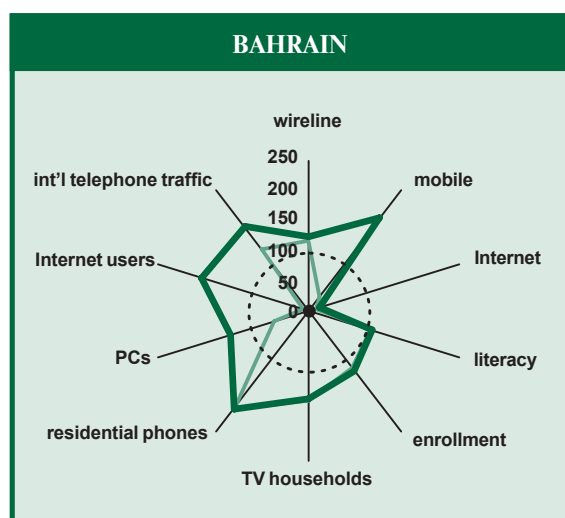 BAHRAIN
wireline
250
int'l telephone traffic
200
mobile
150
100
Internet users
Internet
50
0
PCs
literacy
residential phones
enrollment
TV households